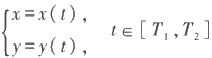 {x=x(t),
y=y(t), t∈[T₁,T₂]